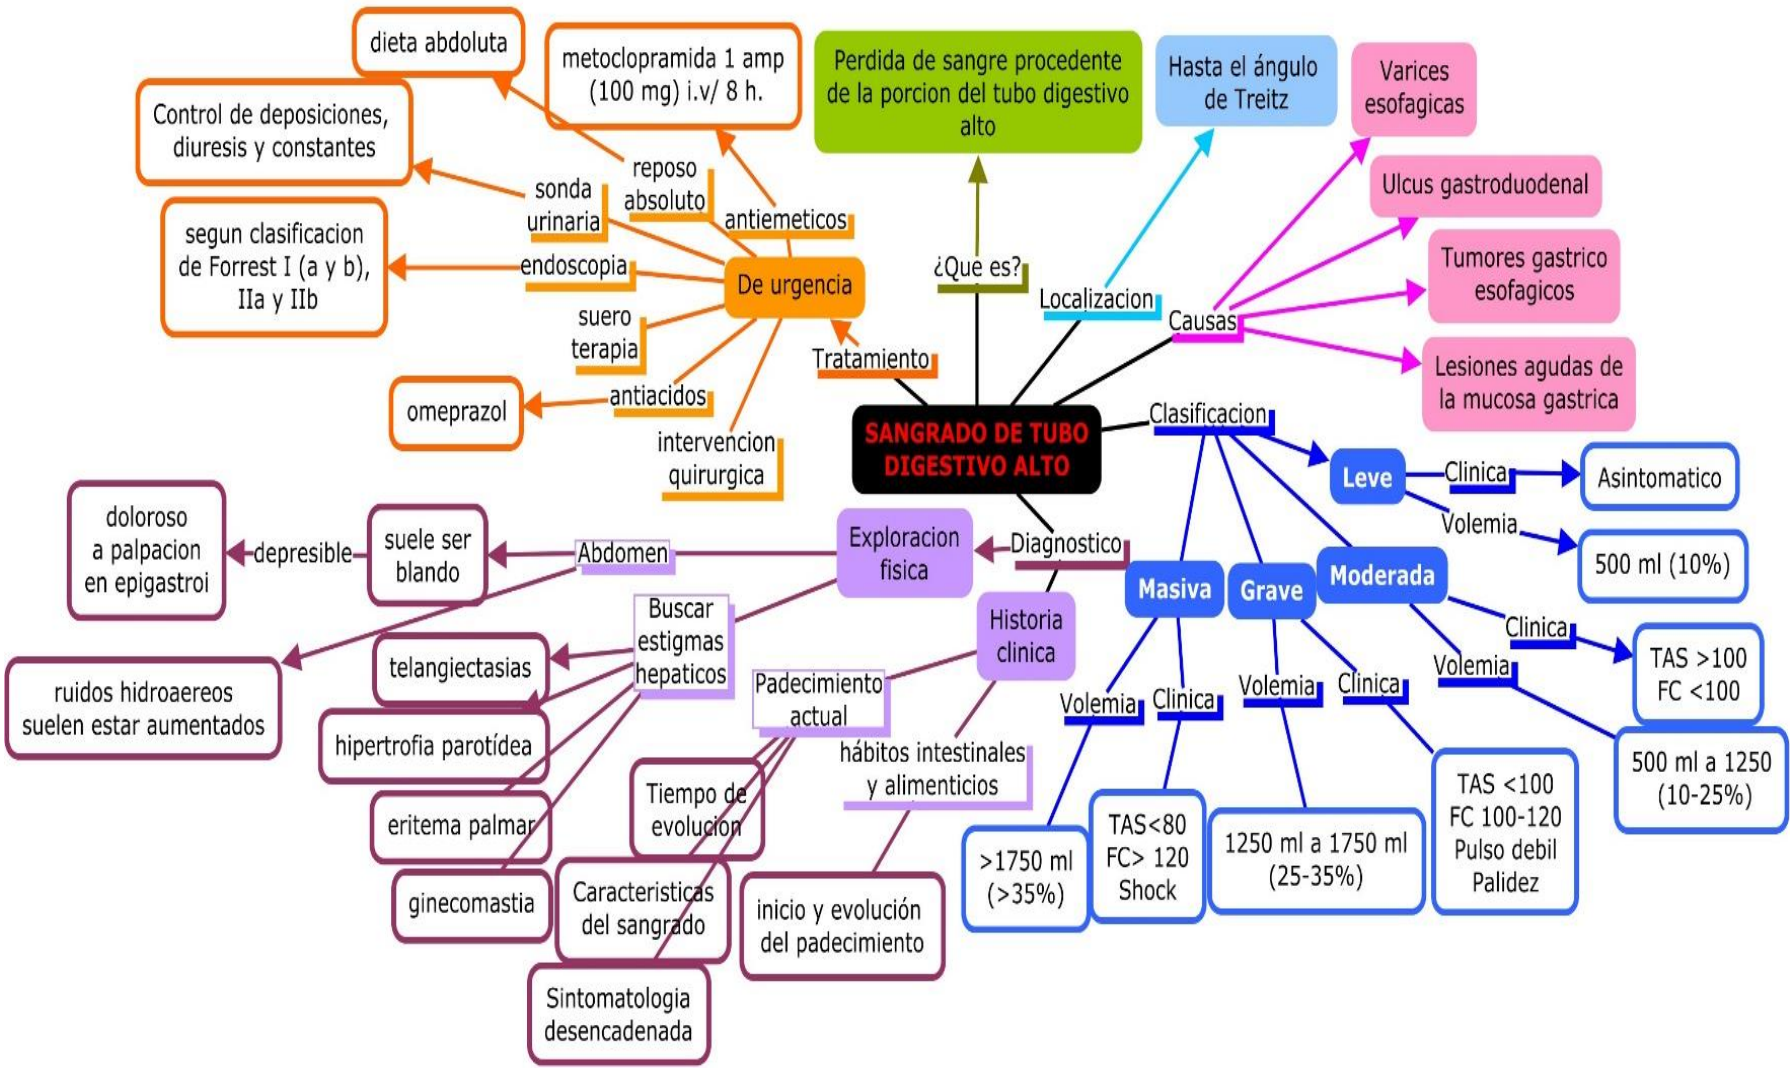 SANGRADO DE TUBO
DIGESTIVO ALTO
¿Que es?
Perdida de sangre procedente
de la porcion del tubo digestivo
alto
Localizacion
Hasta el ángulo
de Treitz
Causas
Varices
esofagicas
Ulcus gastroduodenal
Tumores gastrico
esofagicos
Lesiones agudas de
la mucosa gastrica
Clasificacion
Leve
Clinica
Asintomatico
Volemia
500 ml (10%)
Moderada
Clinica
TAS >100
FC <100
Volemia
500 ml a 1250
(10-25%)
Grave
Volemia
1250 ml a 1750 ml
(25-35%)
Clinica
TAS <100
FC 100-120
Pulso debil
Palidez
Masiva
Volemia
>1750 ml
(>35%)
Clinica
TAS<80
FC> 120
Shock
Diagnostico
Historia
clinica
hábitos intestinales
y alimenticios
inicio y evolución
del padecimiento
Padecimiento
actual
Tiempo de
evolucion
Caracteristicas
del sangrado
Sintomatologia
desencadenada
Exploracion
fisica
Buscar
estigmas
hepaticos
telangiectasias
hipertrofia parotídea
eritema palmar
ginecomastia
Abdomen
suele ser
blando
depresible
doloroso
a palpacion
en epigastroi
ruidos hidroaereos
suelen estar aumentados
Tratamiento
De urgencia
antiemeticos
metoclopramida 1 amp
(100 mg) i.v/ 8 h.
reposo
absoluto
dieta abdoluta
sonda
urinaria
Control de deposiciones,
diuresis y constantes
endoscopia
segun clasificacion
de Forrest I (a y b),
IIa y IIb
suero
terapia
antiacidos
omeprazol
intervencion
quirurgica